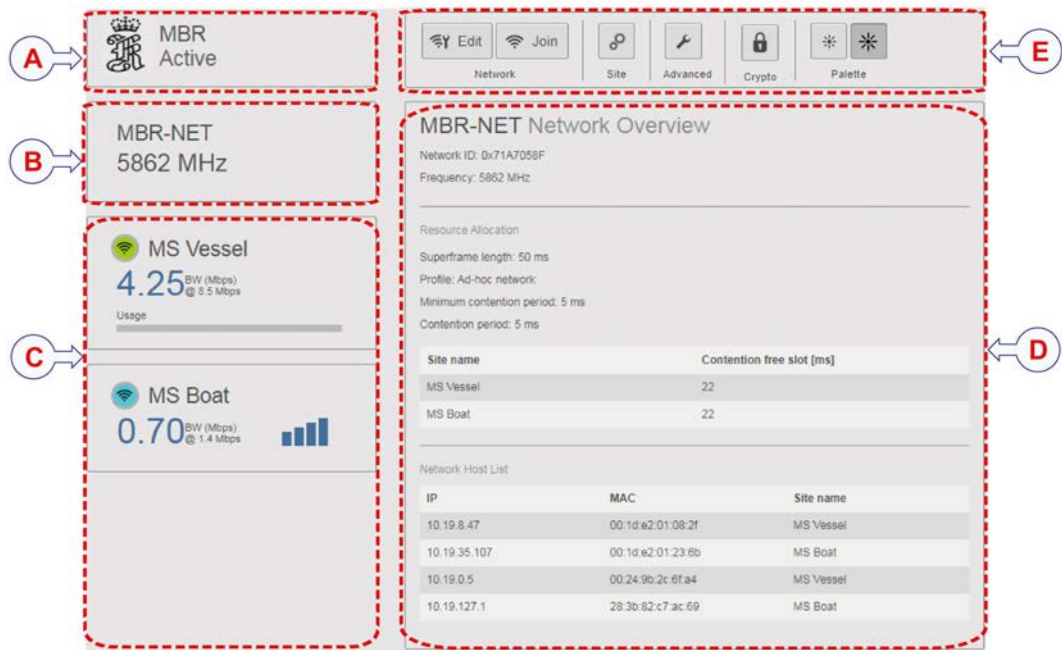 A
MBR
Active
Edit
Join
Network
Site
Advanced
Crypto
Palette
E
B
MBR-NET
5862 MHz
C
MS Vessel
4.25 BW (Mbps)
@ 8.5 Mbps
Usage
MS Boat
0.70 BW (Mbps)
@ 1.4 Mbps
D
MBR-NET Network Overview
Network ID: 0x71A7058F
Frequency: 5862 MHz
Resource Allocation
Superframe length: 50 ms
Profile: Ad-hoc network
Minimum contention period: 5 ms
Contention period: 5 ms
Site name Contention free slot [ms]
MS Vessel 22
MS Boat 22
Network Host List
IP MAC Site name
10.19.8.47 00:1d:e2:01:08:2f MS Vessel
10.19.35.107 00:1d:e2:01:23:6b MS Boat
10.19.0.5 00:24:9b:2c:6f:a4 MS Vessel
10.19.127.1 28:3b:82:c7:ac:69 MS Boat